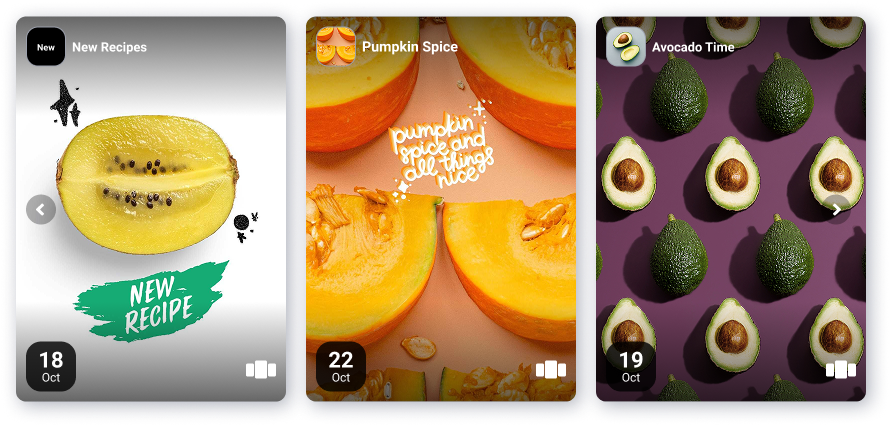 New
New Recipes
NEW
RECIPE
18
Oct
Pumpkin Spice
pumpkin
spice and
all things
nice
22
Oct
Avocado Time
19
Oct